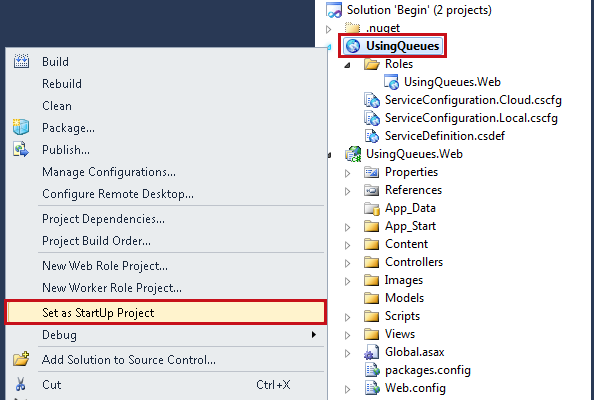 Build
Rebuild
Clean
Package...
Publish...
Manage Configurations...
Configure Remote Desktop...
Project Dependencies...
Project Build Order...
New Web Role Project...
New Worker Role Project...
Set as StartUp Project
Debug
Add Solution to Source Control...
Cut Ctrl+X
Solution 'Begin' (2 projects)
.nuget
UsingQueues
Roles
UsingQueues.Web
ServiceConfiguration.Cloud.cscfg
ServiceConfiguration.Local.cscfg
ServiceDefinition.csdef
UsingQueues.Web
Properties
References
App_Data
App_Start
Content
Controllers
Images
Models
Scripts
Views
Global.asax
packages.config
Web.config